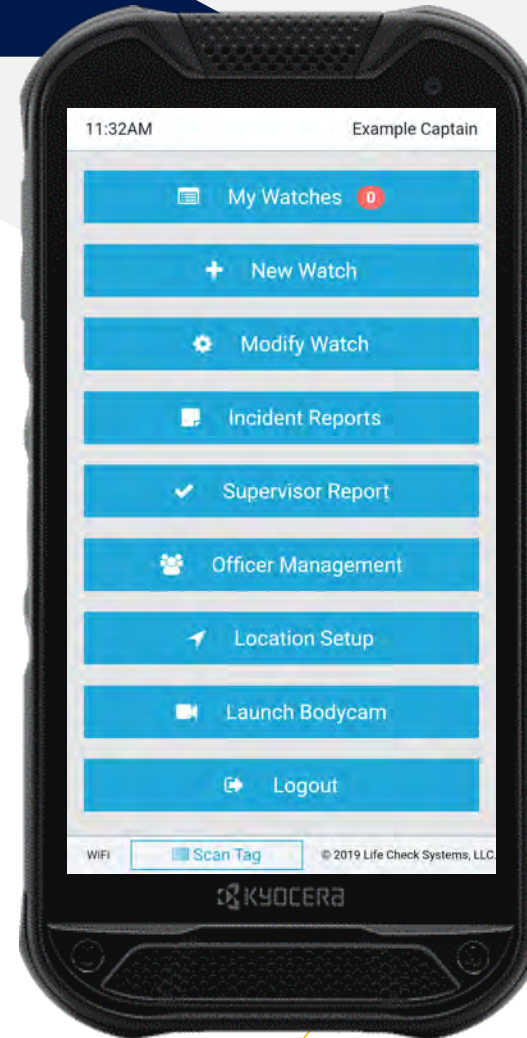 11:32AM Example Captain
My Watches 0
New Watch
Modify Watch
Incident Reports
Supervisor Report
Officer Management
Location Setup
Launch Bodycam
Logout
WiFi Scan Tag © 2019 Life Check Systems, LLC.
KYOCERA